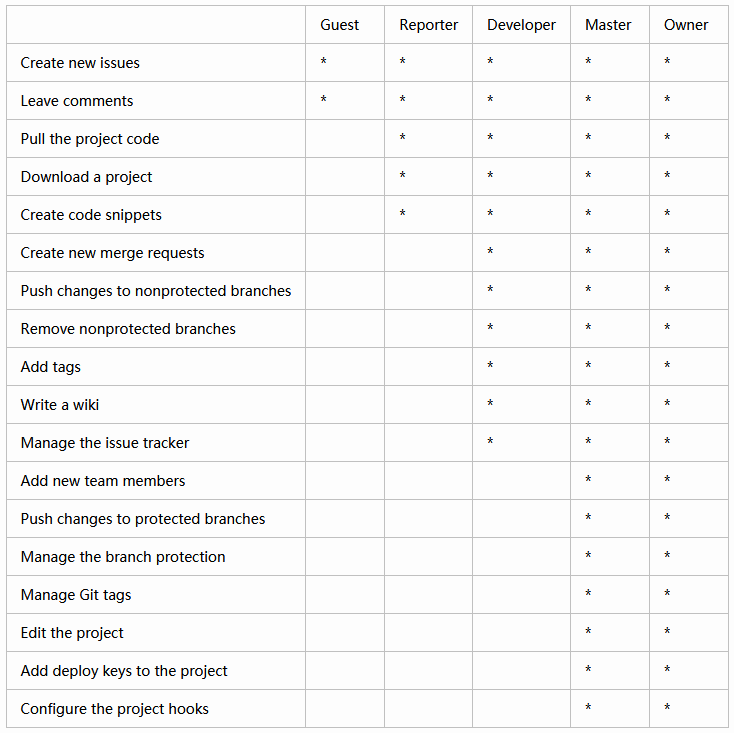 Guest Reporter Developer Master Owner
Create new issues * * * * *
Leave comments * * * * *
Pull the project code * * * *
Download a project * * * *
Create code snippets * * * *
Create new merge requests * * *
Push changes to nonprotected branches * * *
Remove nonprotected branches * * *
Add tags * * *
Write a wiki * * *
Manage the issue tracker * * *
Add new team members * *
Push changes to protected branches * *
Manage the branch protection * *
Manage Git tags * *
Edit the project * *
Add deploy keys to the project * *
Configure the project hooks * *